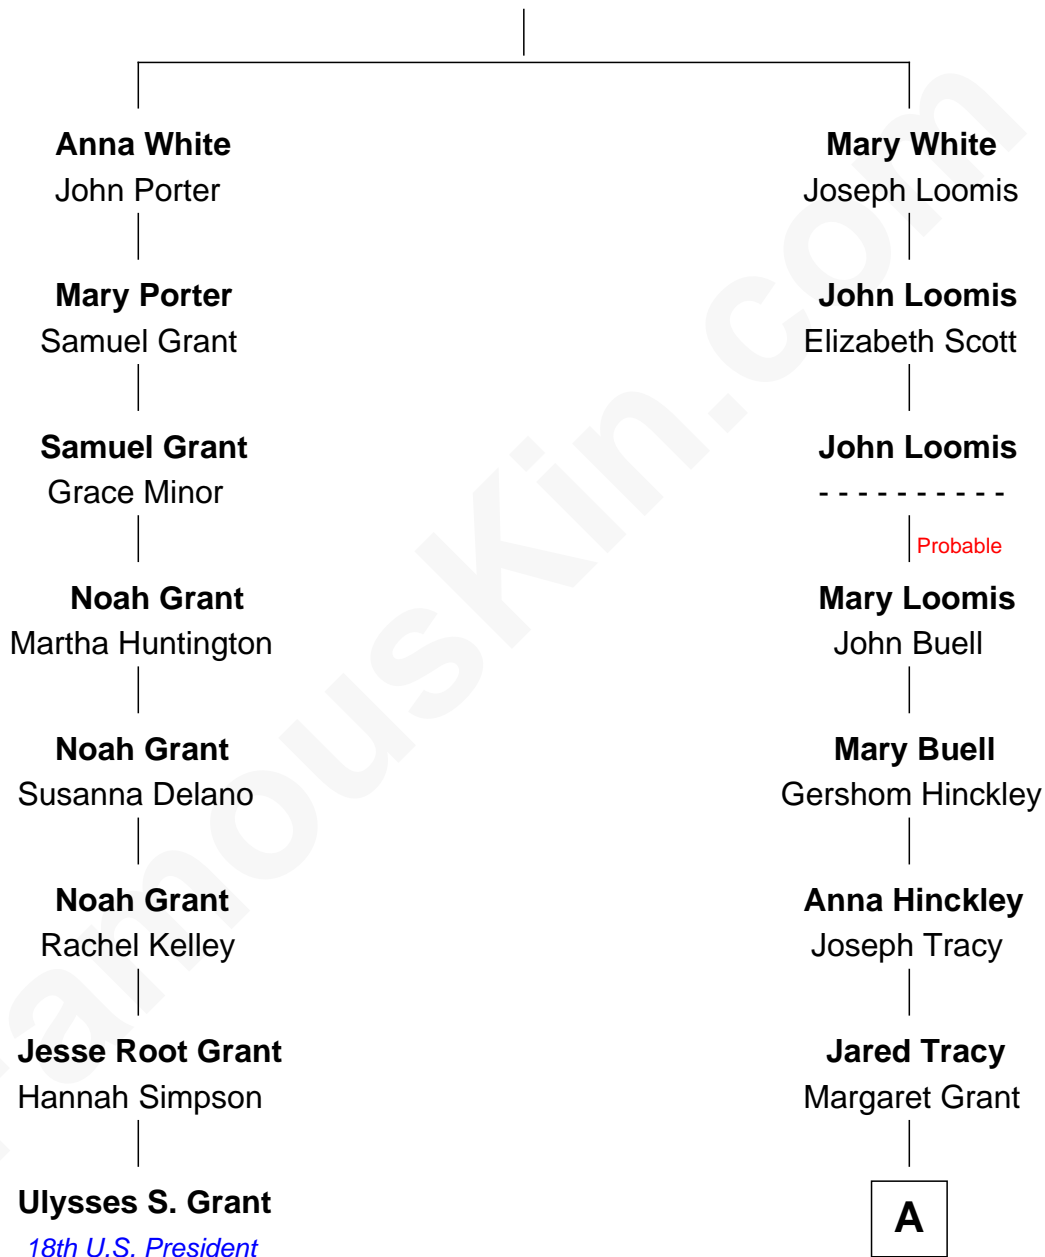 Anna White
John Porter
Mary White
Joseph Loomis
Mary Porter
Samuel Grant
John Loomis
Elizabeth Scott
Samuel Grant
Grace Minor
John Loomis
- - - - - - - - - -
Probable
Noah Grant
Martha Huntington
Mary Loomis
John Buell
Noah Grant
Susanna Delano
Mary Buell
Gershom Hinckley
Noah Grant
Rachel Kelley
Anna Hinckley
Joseph Tracy
Jesse Root Grant
Hannah Simpson
Jared Tracy
Margaret Grant
Ulysses S. Grant
18th U.S. President
A
FamousKin.com